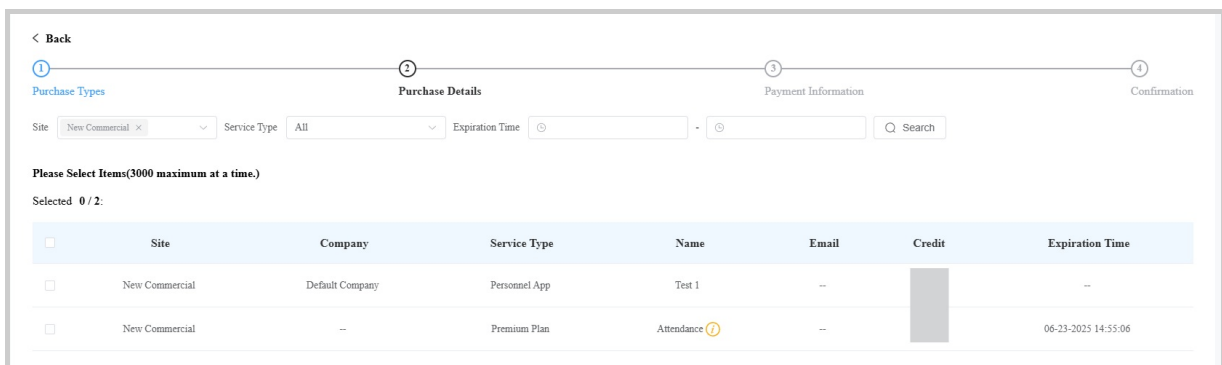 < Back
1 2 3 4
Purchase Types Purchase Details Payment Information Confirmation
Site New Commercial × Service Type All Expiration Time - Search
Please Select Items(3000 maximum at a time.)
Selected 0 / 2:
Site Company Service Type Name Email Credit Expiration Time
New Commercial Default Company Personnel App Test 1 -- --
New Commercial -- Premium Plan Attendance i -- 06-23-2025 14:55:06